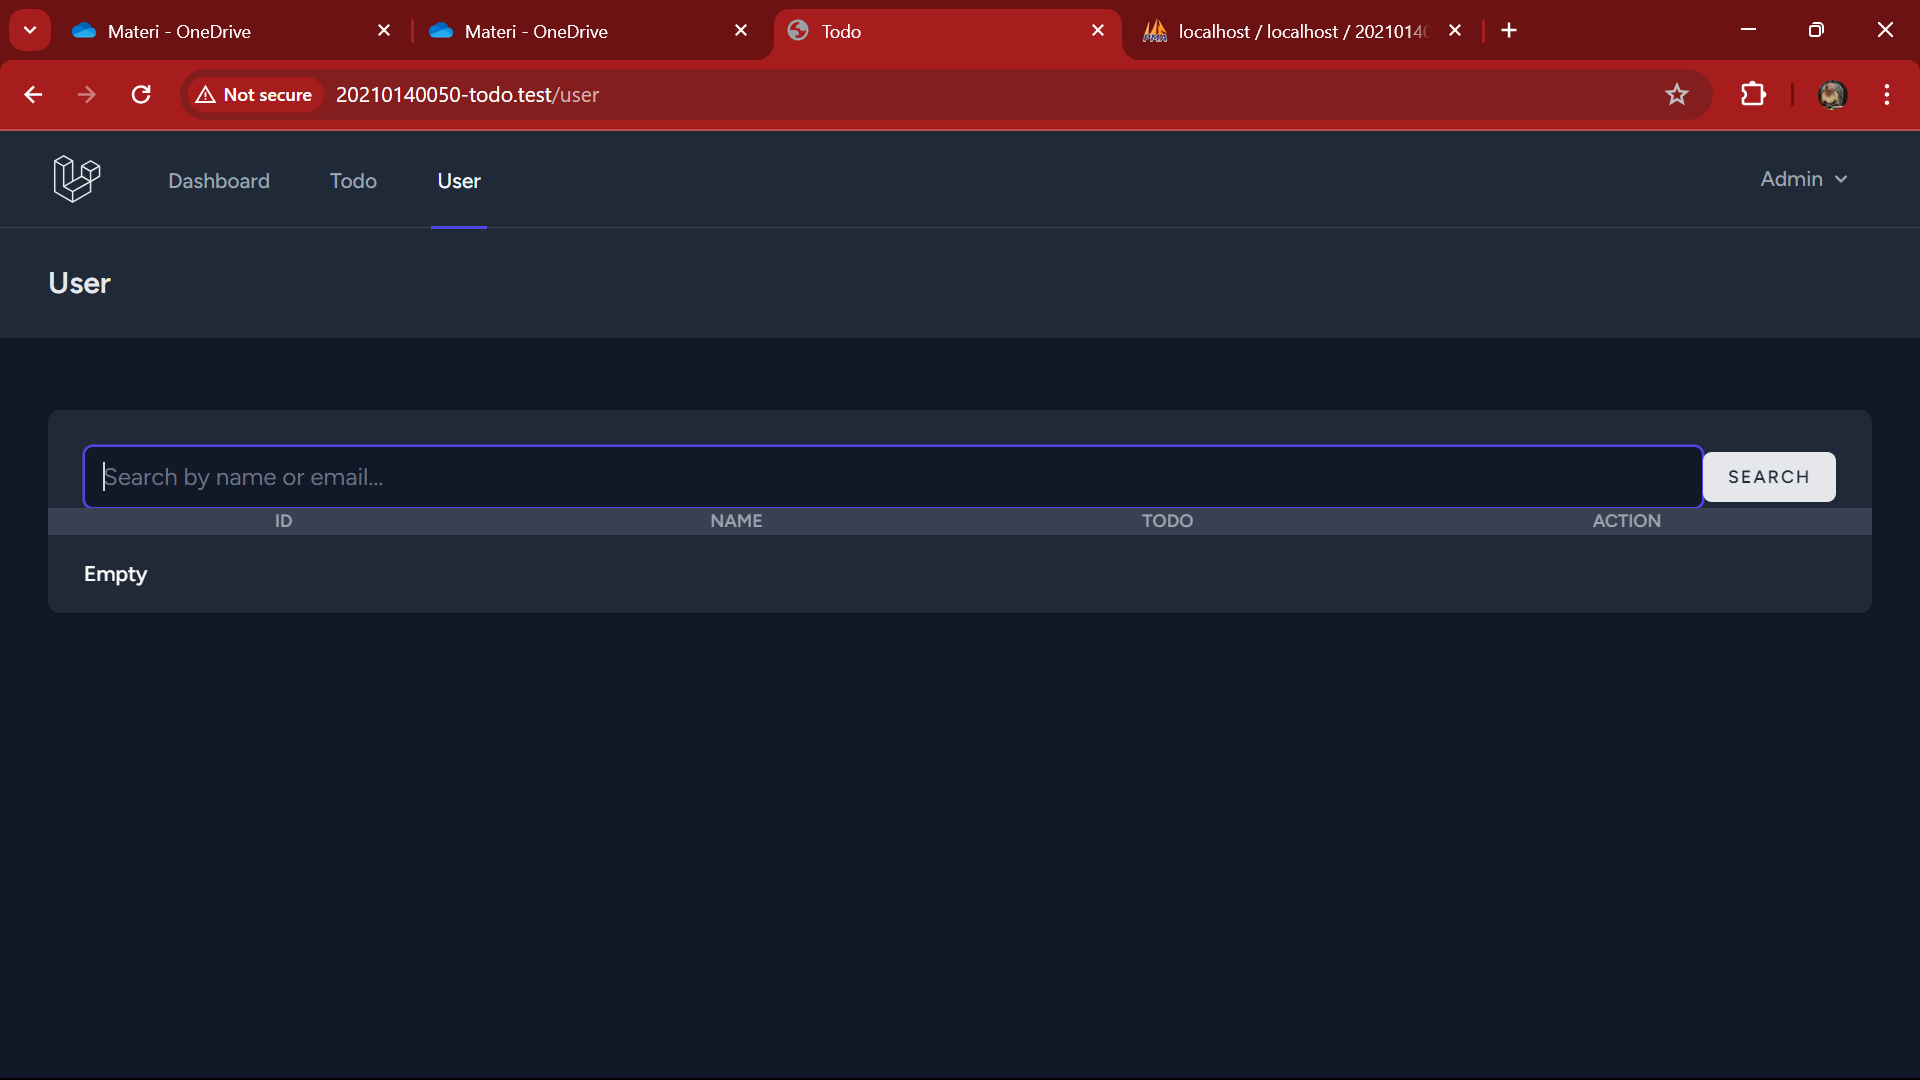 Materi - OneDrive
Materi - OneDrive
Todo
localhost / localhost / 2021014
Not secure
20210140050-todo.test/user
Dashboard
Todo
User
Admin
User
Search by name or email...
SEARCH
ID
NAME
TODO
ACTION
Empty